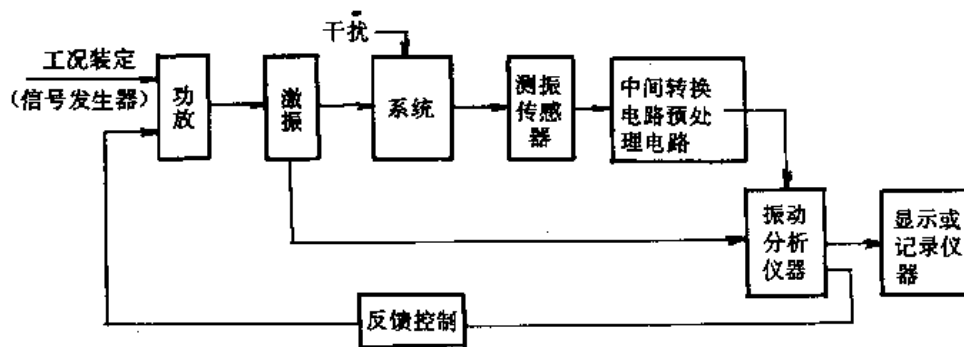 干扰
工况装定
（信号发生器）
功
放
激
振
系统
测振
传感
器
中间转换
电路预处
理电路
振动
分析
仪器
显示或
记录仪
器
反馈控制